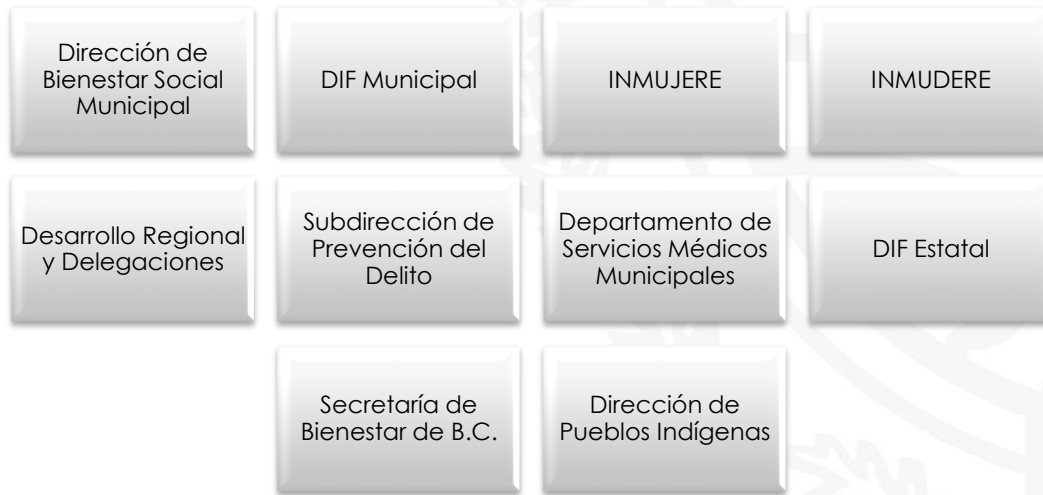 Dirección de
Bienestar Social
Municipal
DIF Municipal
INMUJERE
INMUDERE
Desarrollo Regional
y Delegaciones
Subdirección de
Prevención del
Delito
Departamento de
Servicios Médicos
Municipales
DIF Estatal
Secretaría de
Bienestar de B.C.
Dirección de
Pueblos Indígenas